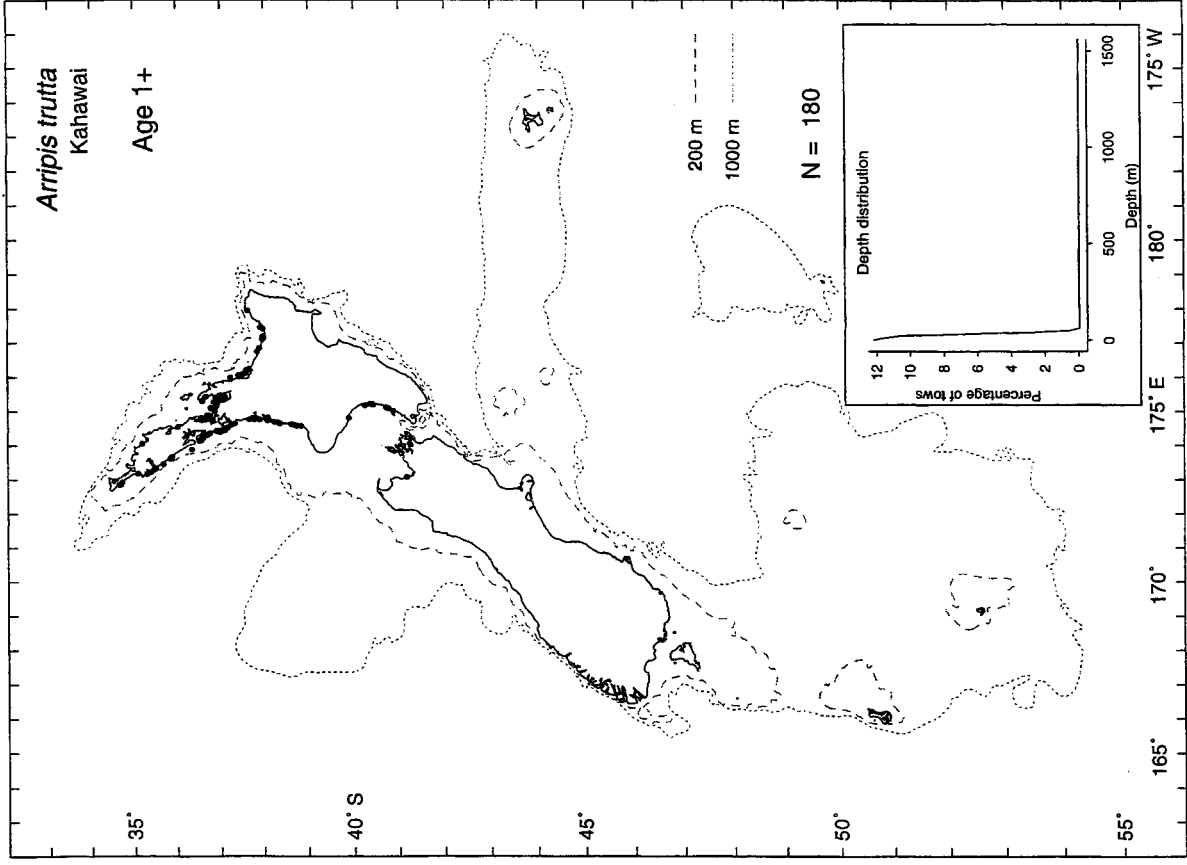 Arripis trutta
Kahawai
Age 1+
35°
40° S
45°
50°
55°
165°
170°
175° E
180°
175° W
200 m
1000 m
N = 180
Depth distribution
Percentage of tows
12
10
8
6
4
2
0
0
500
1000
1500
Depth (m)